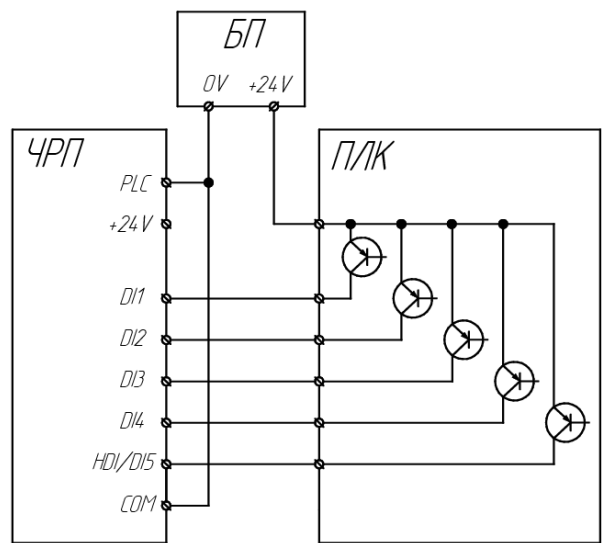 БП
0V +24V
ЧРП
ПЛК
PLC
+24V
DI1
DI2
DI3
DI4
HDI/DI5
COM